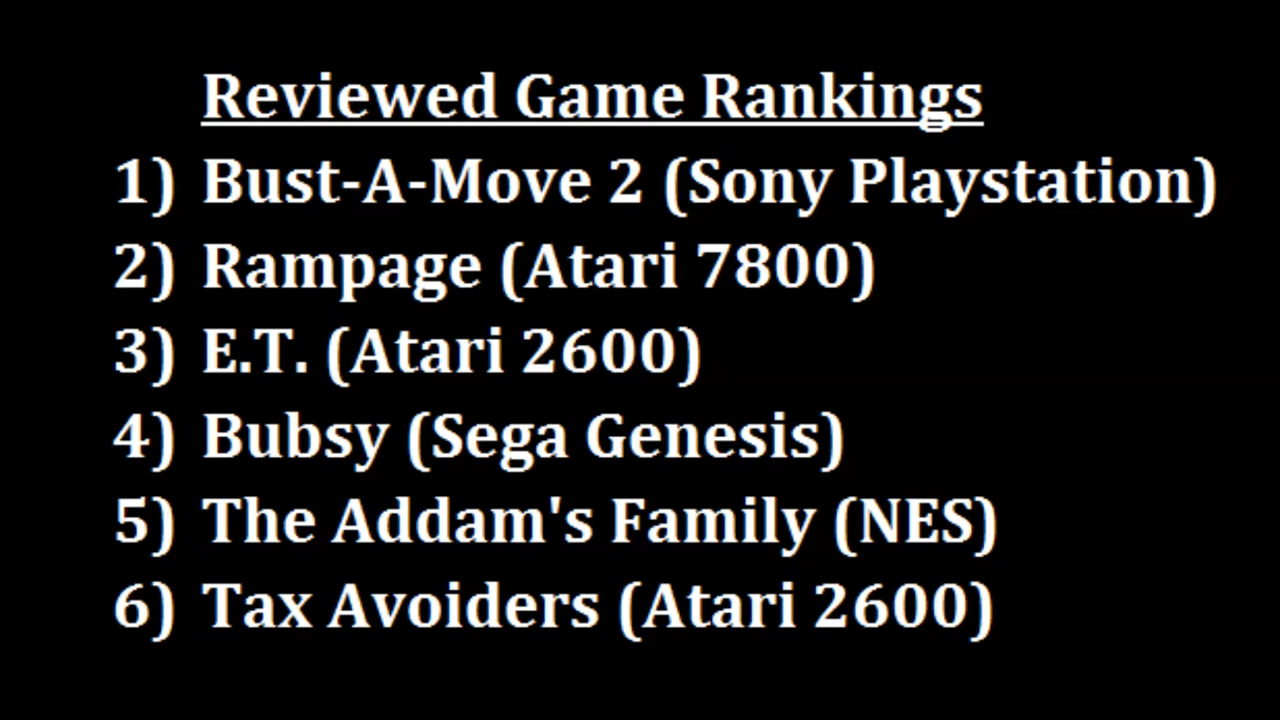 Reviewed Game Rankings
1) Bust-A-Move 2 (Sony Playstation)
2) Rampage (Atari 7800)
3) E.T. (Atari 2600)
4) Bubsy (Sega Genesis)
5) The Addam's Family (NES)
6) Tax Avoiders (Atari 2600)